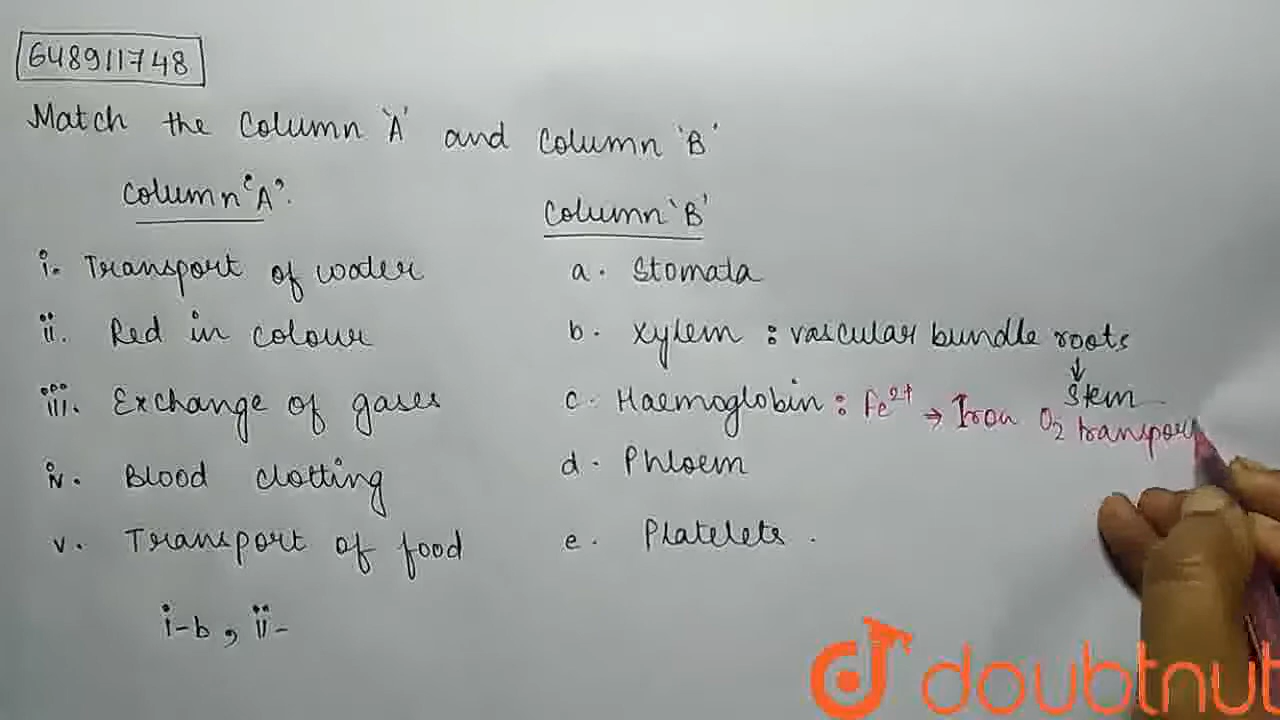 648911748
Match the Column 'A' and Column 'B'
Column 'A'.
Column 'B'
i. Transport of water
a. Stomata
ii. Red in colour
b. Xylem : vascular bundle roots
↓
Stem
iii. Exchange of gases
c. Haemoglobin : Fe2+ → Iron O2 transport
iv. Blood clotting
d. Phloem
v. Transport of food
e. Platelets.
i-b, ii-
doubtnut